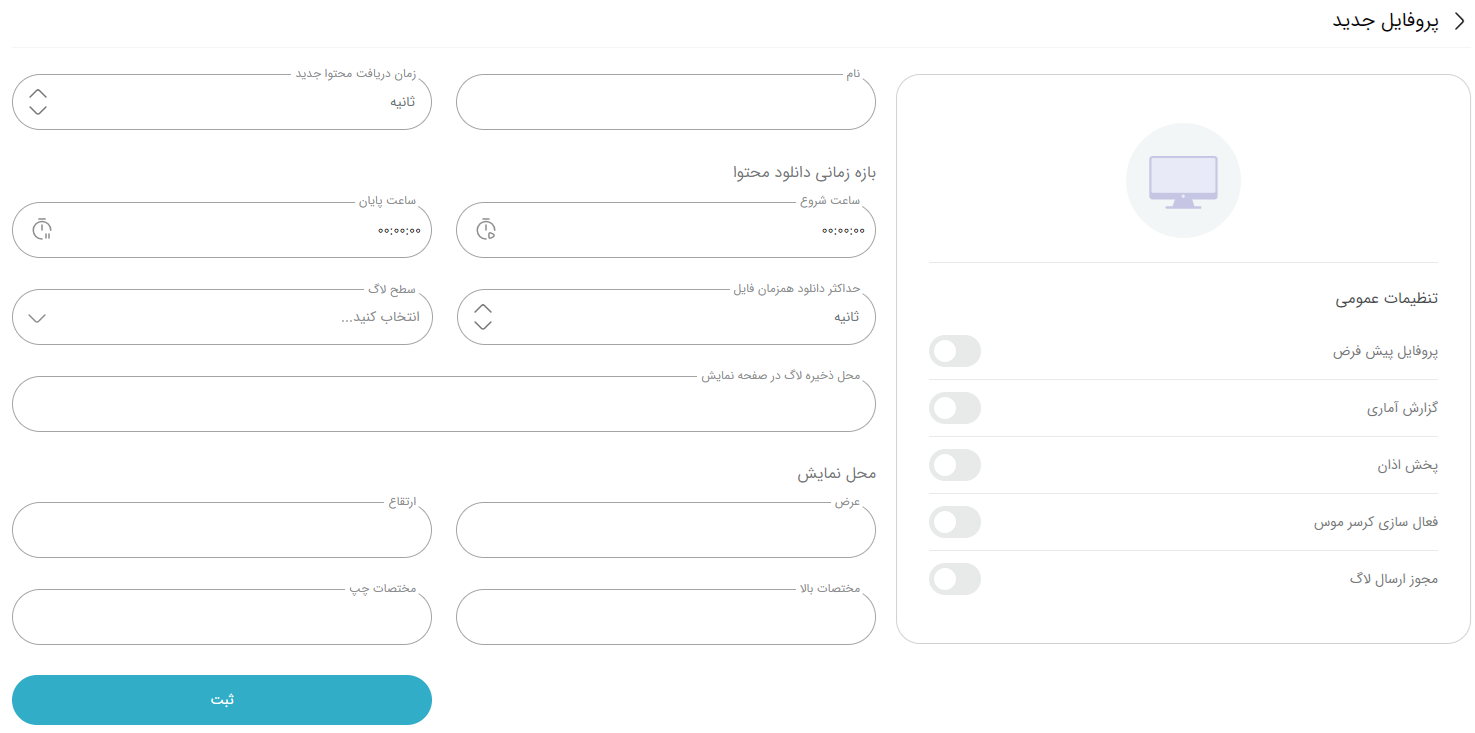 پروفایل جدید
تنظیمات عمومی
پروفایل پیش فرض
گزارش آماری
پخش اذان
فعال سازی کرسر موس
مجوز ارسال لاگ
نام
زمان دریافت محتوا جدید
ثانیه
بازه زمانی دانلود محتوا
ساعت شروع
۰۰:۰۰:۰۰
ساعت پایان
۰۰:۰۰:۰۰
حداکثر دانلود همزمان فایل
ثانیه
سطح لاگ
انتخاب کنید...
محل ذخیره لاگ در صفحه نمایش
محل نمایش
عرض
ارتفاع
مختصات بالا
مختصات چپ
ثبت